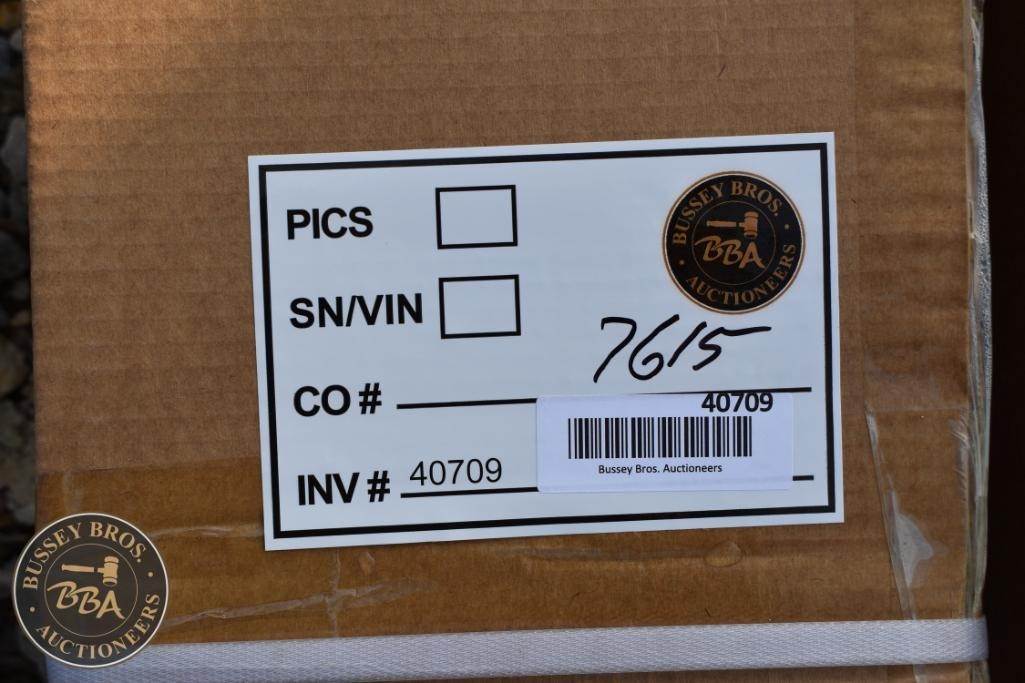 PICS
BUSSEY BROS.
BBA
AUCTIONEERS
SN/VIN
7615
CO #
40709
INV # 40709
Bussey Bros. Auctioneers
BUSSEY BROS.
BBA
AUCTIONEERS